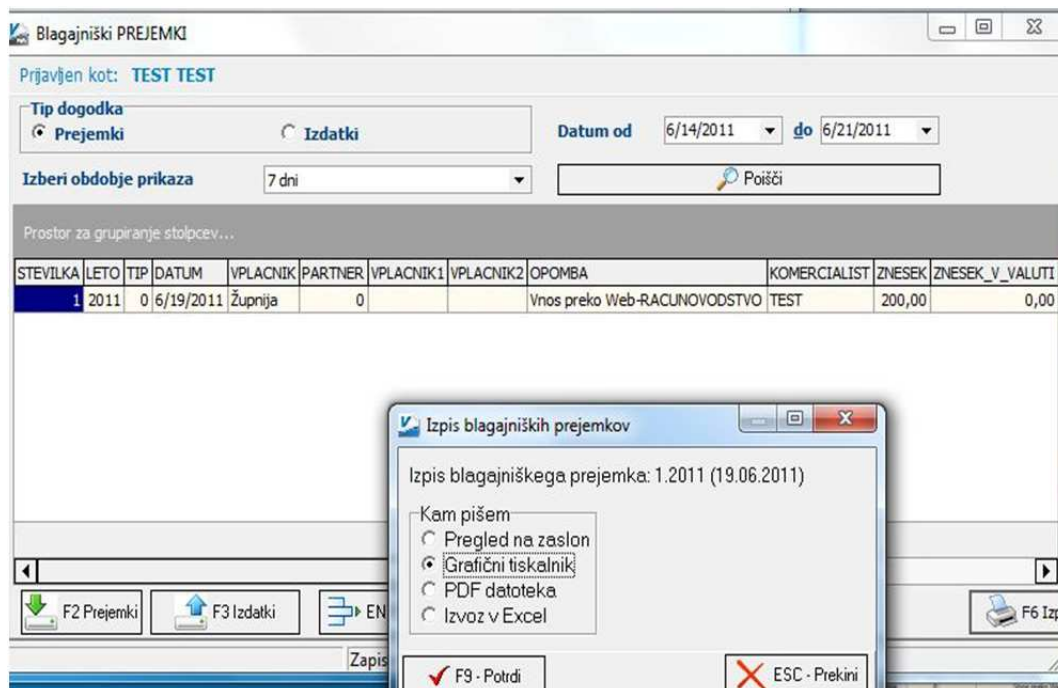 Blagajniški PREJEMKI
Prijavljen kot: TEST TEST
Tip dogodka
Prejemki Izdatki
Datum od 6/14/2011 do 6/21/2011
Izberi obdobje prikaza 7 dni Poišči
Prostor za grupiranje stolpcev...
STEVILKA LETO TIP DATUM VPLACNIK PARTNER VPLACNIK1 VPLACNIK2 OPOMBA KOMERCIALIST ZNESEK ZNESEK_V_VALUTI
1 2011 0 6/19/2011 Župnija 0 Vnos preko Web-RACUNOVODSTVO TEST 200,00 0,00
Izpis blagajniških prejemkov
Izpis blagajniškega prejemka: 1.2011 (19.06.2011)
Kam pišem
Pregled na zaslon
Grafični tiskalnik
PDF datoteka
Izvoz v Excel
F9 - Potrdi ESC - Prekini
F2 Prejemki F3 Izdatki EN F6 Izp
Zapis